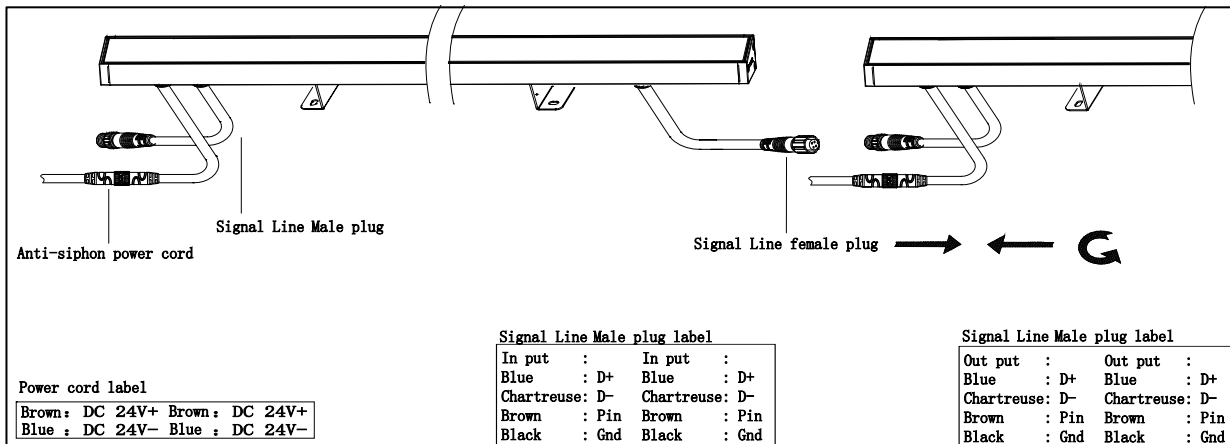 Signal Line Male plug
Anti-siphon power cord
Signal Line female plug
Power cord label
Brown: DC 24V+ Brown: DC 24V+
Blue : DC 24V- Blue : DC 24V-
Signal Line Male plug label
In put : In put :
Blue : D+ Blue : D+
Chartreuse: D- Chartreuse: D-
Brown : Pin Brown : Pin
Black : Gnd Black : Gnd
Signal Line Male plug label
Out put : Out put :
Blue : D+ Blue : D+
Chartreuse: D- Chartreuse: D-
Brown : Pin Brown : Pin
Black : Gnd Black : Gnd